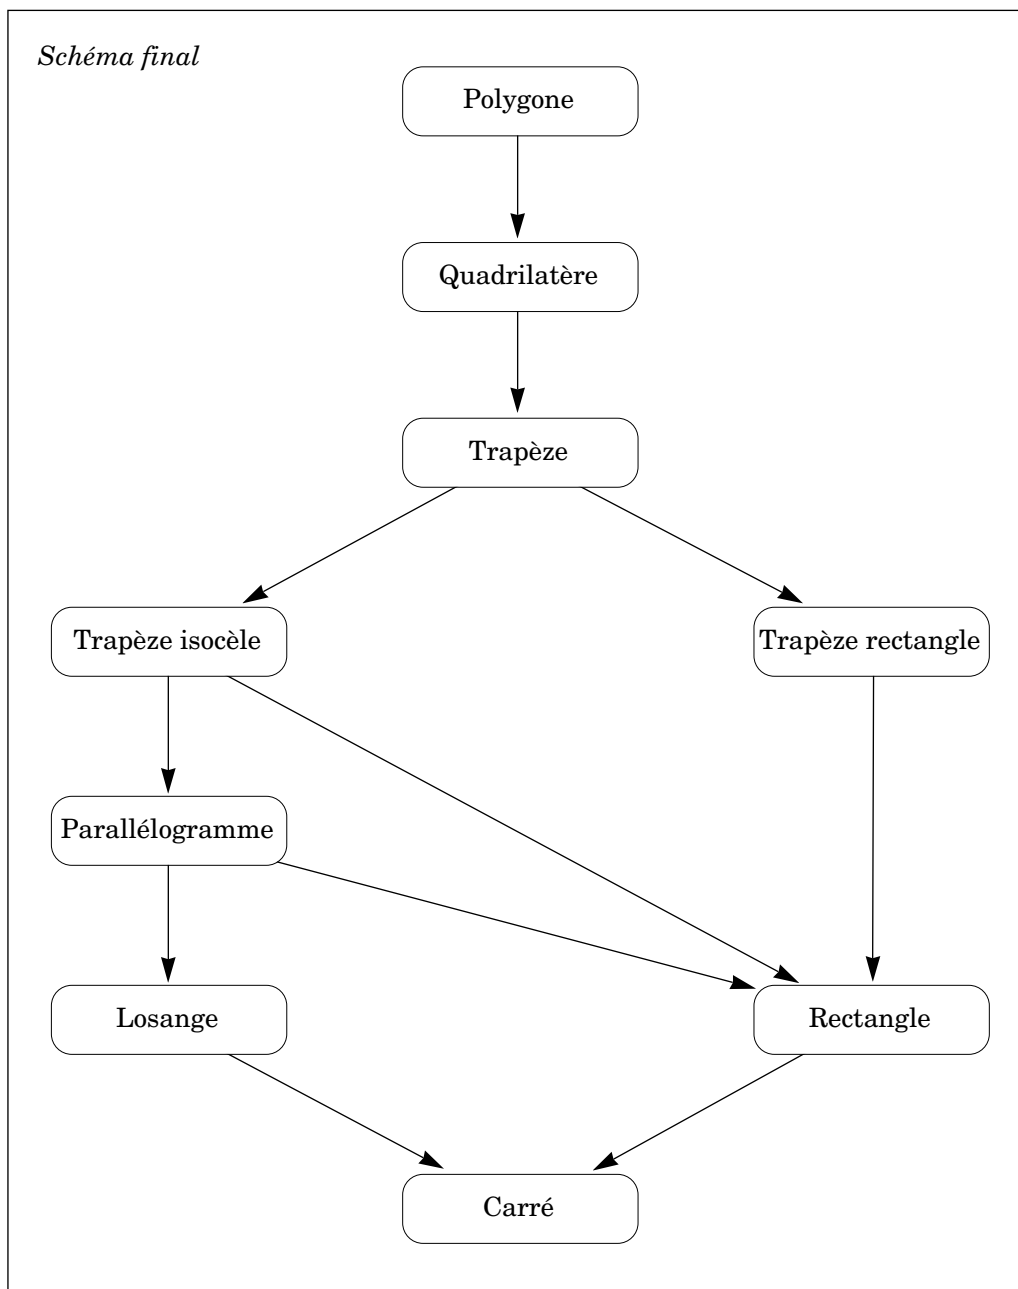 Schéma final
Polygone
Quadrilatère
Trapèze
Trapèze isocèle
Trapèze rectangle
Parallélogramme
Losange
Rectangle
Carré